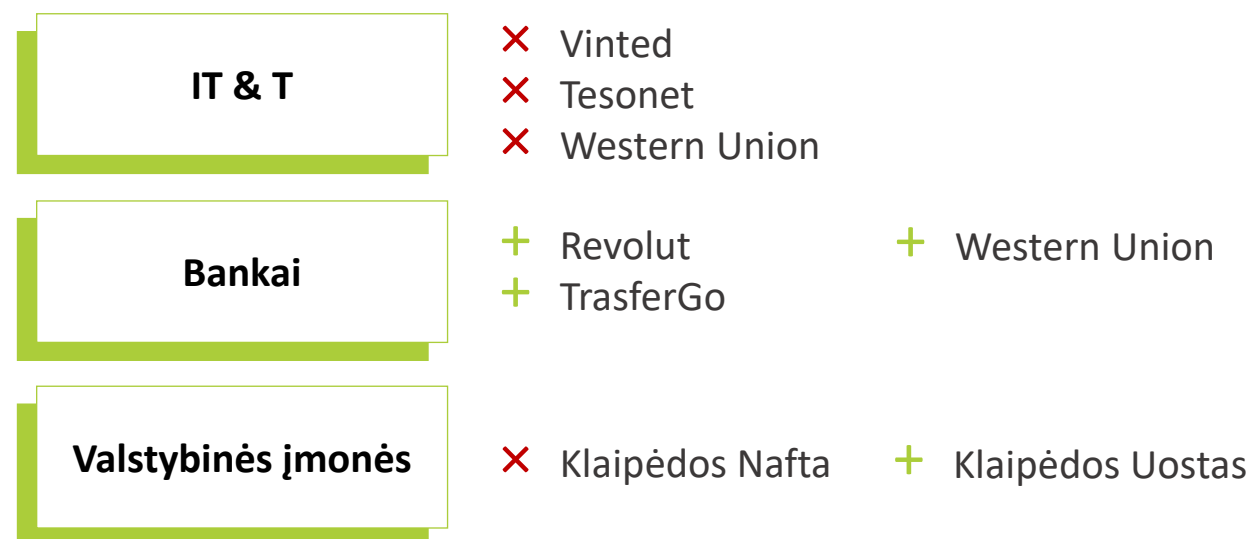 IT & T
× Vinted
× Tesonet
× Western Union
Bankai
+ Revolut
+ TrasferGo
+ Western Union
Valstybinės įmonės
× Klaipėdos Nafta
+ Klaipėdos Uostas